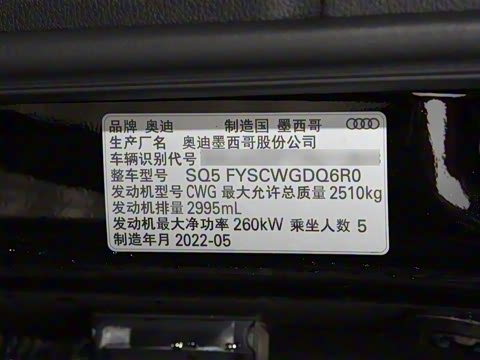 品牌 奥迪 制造国 墨西哥
生产厂名 奥迪墨西哥股份公司
车辆识别代号
整车型号 SQ5 FYSCWGDQ6R0
发动机型号 CWG 最大允许总质量 2510kg
发动机排量 2995mL
发动机最大净功率 260kW 乘坐人数 5
制造年月 2022-05